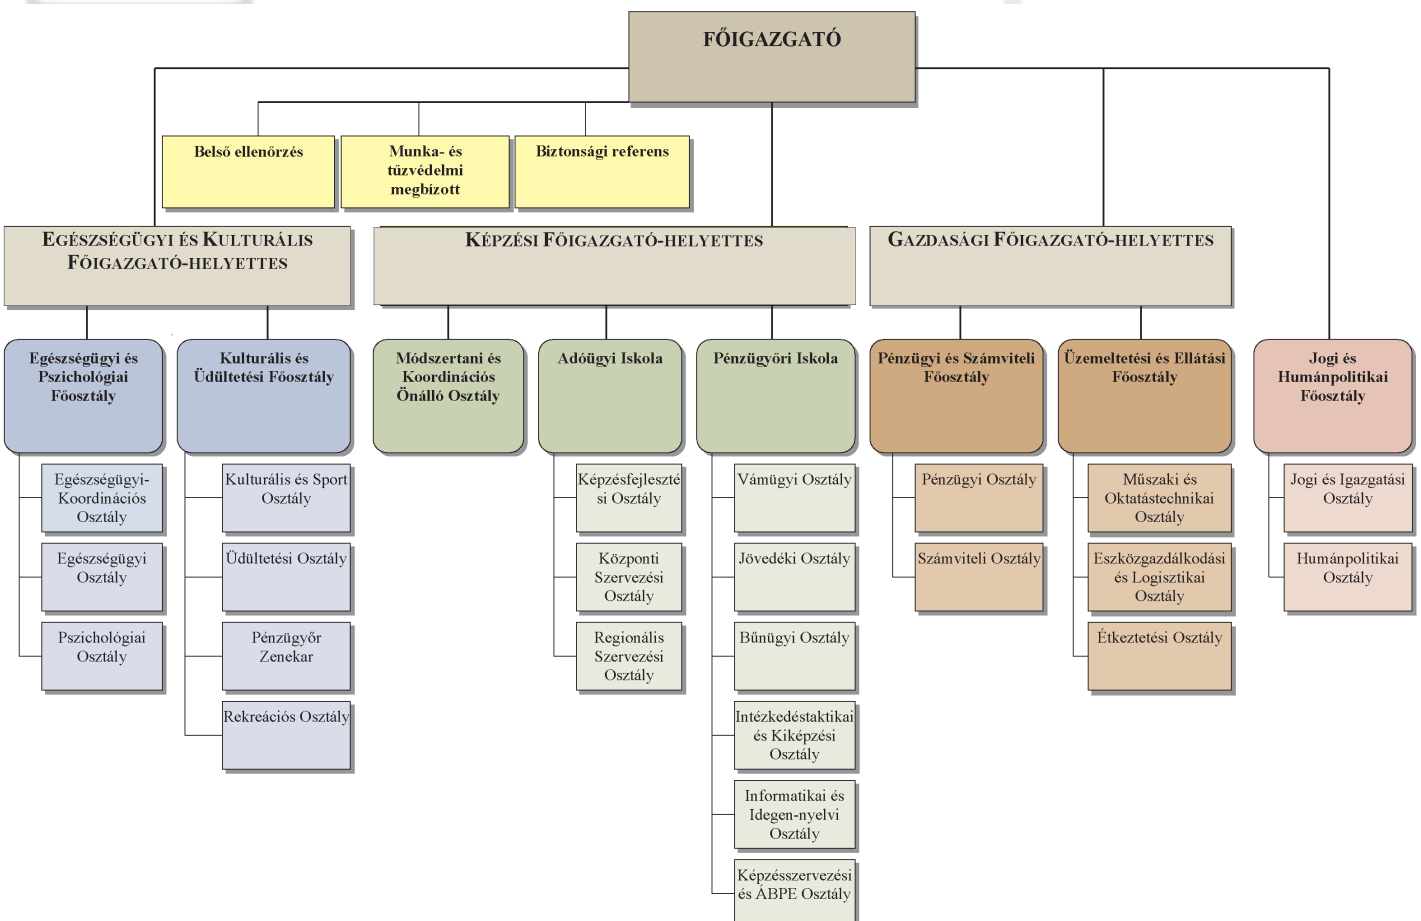 FŐIGAZGATÓ
Belső ellenőrzés
Munka- és
tűzvédelmi
megbízott
Biztonsági referens
EGÉSZSÉGÜGYI ÉS KULTURÁLIS
FŐIGAZGATÓ-HELYETTES
KÉPZÉSI FŐIGAZGATÓ-HELYETTES
GAZDASÁGI FŐIGAZGATÓ-HELYETTES
Egészségügyi és
Pszichológiai
Főosztály
Kulturális és
Üdültetési Főosztály
Módszertani és
Koordinációs
Önálló Osztály
Adóügyi Iskola
Pénzügyőri Iskola
Pénzügyi és Számviteli
Főosztály
Üzemeltetési és Ellátási
Főosztály
Jogi és
Humánpolitikai
Főosztály
Egészségügyi-
Koordinációs
Osztály
Egészségügyi
Osztály
Pszichológiai
Osztály
Kulturális és Sport
Osztály
Üdültetési Osztály
Pénzügyőr
Zenekar
Rekreációs Osztály
Képzésfejleszté
si Osztály
Központi
Szervezési
Osztály
Regionális
Szervezési
Osztály
Vámügyi Osztály
Jövedéki Osztály
Bűnügyi Osztály
Intézkedéstaktikai
és Kiképzési
Osztály
Informatikai és
Idegen-nyelvi
Osztály
Képzésszervezési
és ÁBPE Osztály
Pénzügyi Osztály
Számviteli Osztály
Műszaki és
Oktatástechnikai
Osztály
Eszközgazdálkodási
és Logisztikai
Osztály
Étkeztetési Osztály
Jogi és Igazgatási
Osztály
Humánpolitikai
Osztály